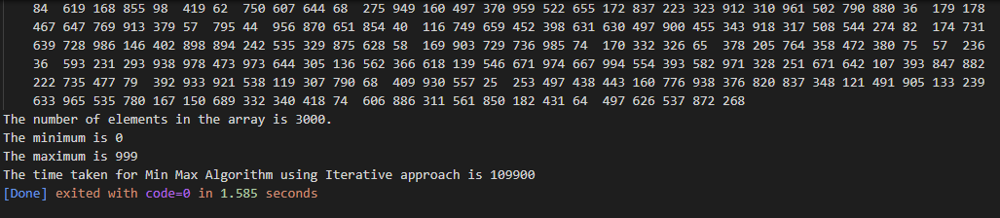 84 619 168 855 98 419 62 750 607 644 68 275 949 160 497 370 959 522 655 172 837 223 323 912 310 961 502 790 880 36 179 178
467 647 769 913 379 57 795 44 956 870 651 854 40 116 749 659 452 398 631 630 497 900 455 343 918 317 508 544 274 82 174 731
639 728 986 146 402 898 894 242 535 329 875 628 58 169 903 729 736 985 74 170 332 326 65 378 205 764 358 472 380 75 57 236
36 593 231 293 938 978 473 973 644 305 136 562 366 618 139 546 671 974 667 994 554 393 582 971 328 251 671 642 107 393 847 882
222 735 477 79 392 933 921 538 119 307 790 68 409 930 557 25 253 497 438 443 160 776 938 376 820 837 348 121 491 905 133 239
633 965 535 780 167 150 689 332 340 418 74 606 886 311 561 850 182 431 64 497 626 537 872 268
The number of elements in the array is 3000.
The minimum is 0
The maximum is 999
The time taken for Min Max Algorithm using Iterative approach is 109900
[Done] exited with code=0 in 1.585 seconds